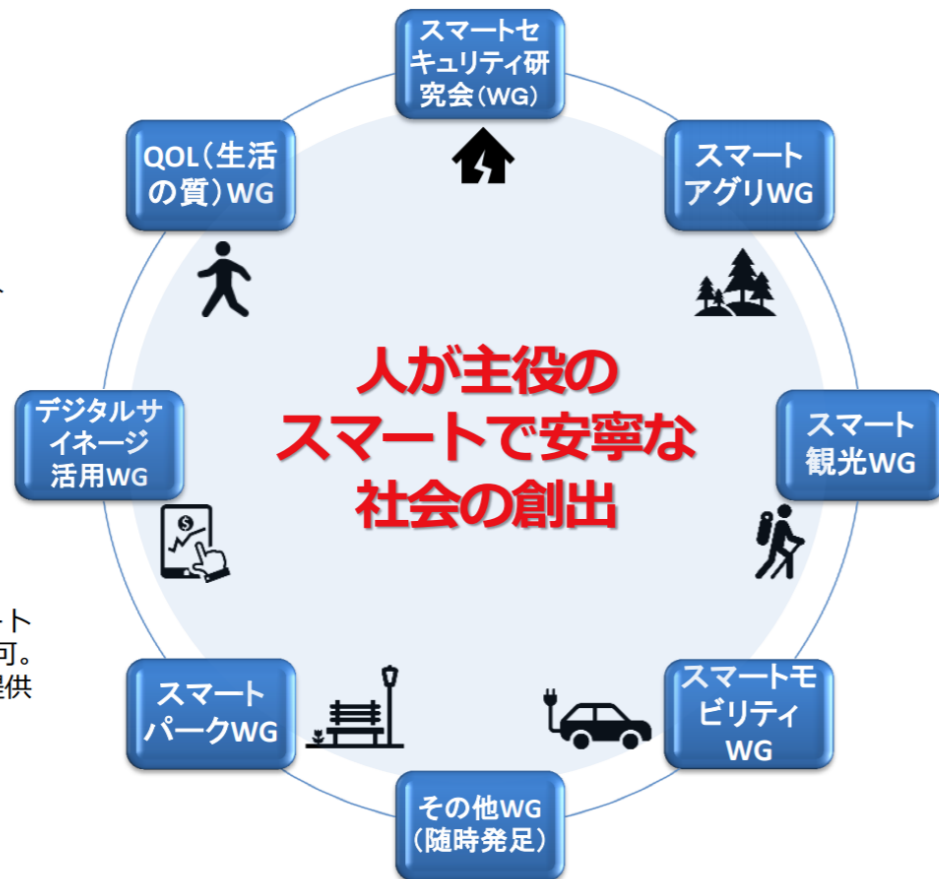 スマートセ
キュリティ研
究会(WG)
QOL(生活
の質)WG
スマート
アグリWG
人が主役の
スマートで安寧な
社会の創出
デジタルサ
イネージ
活用WG
スマート
観光WG
ート
可。
提供
スマート
パークWG
スマートモ
ビリティ
WG
その他WG
(随時発足)